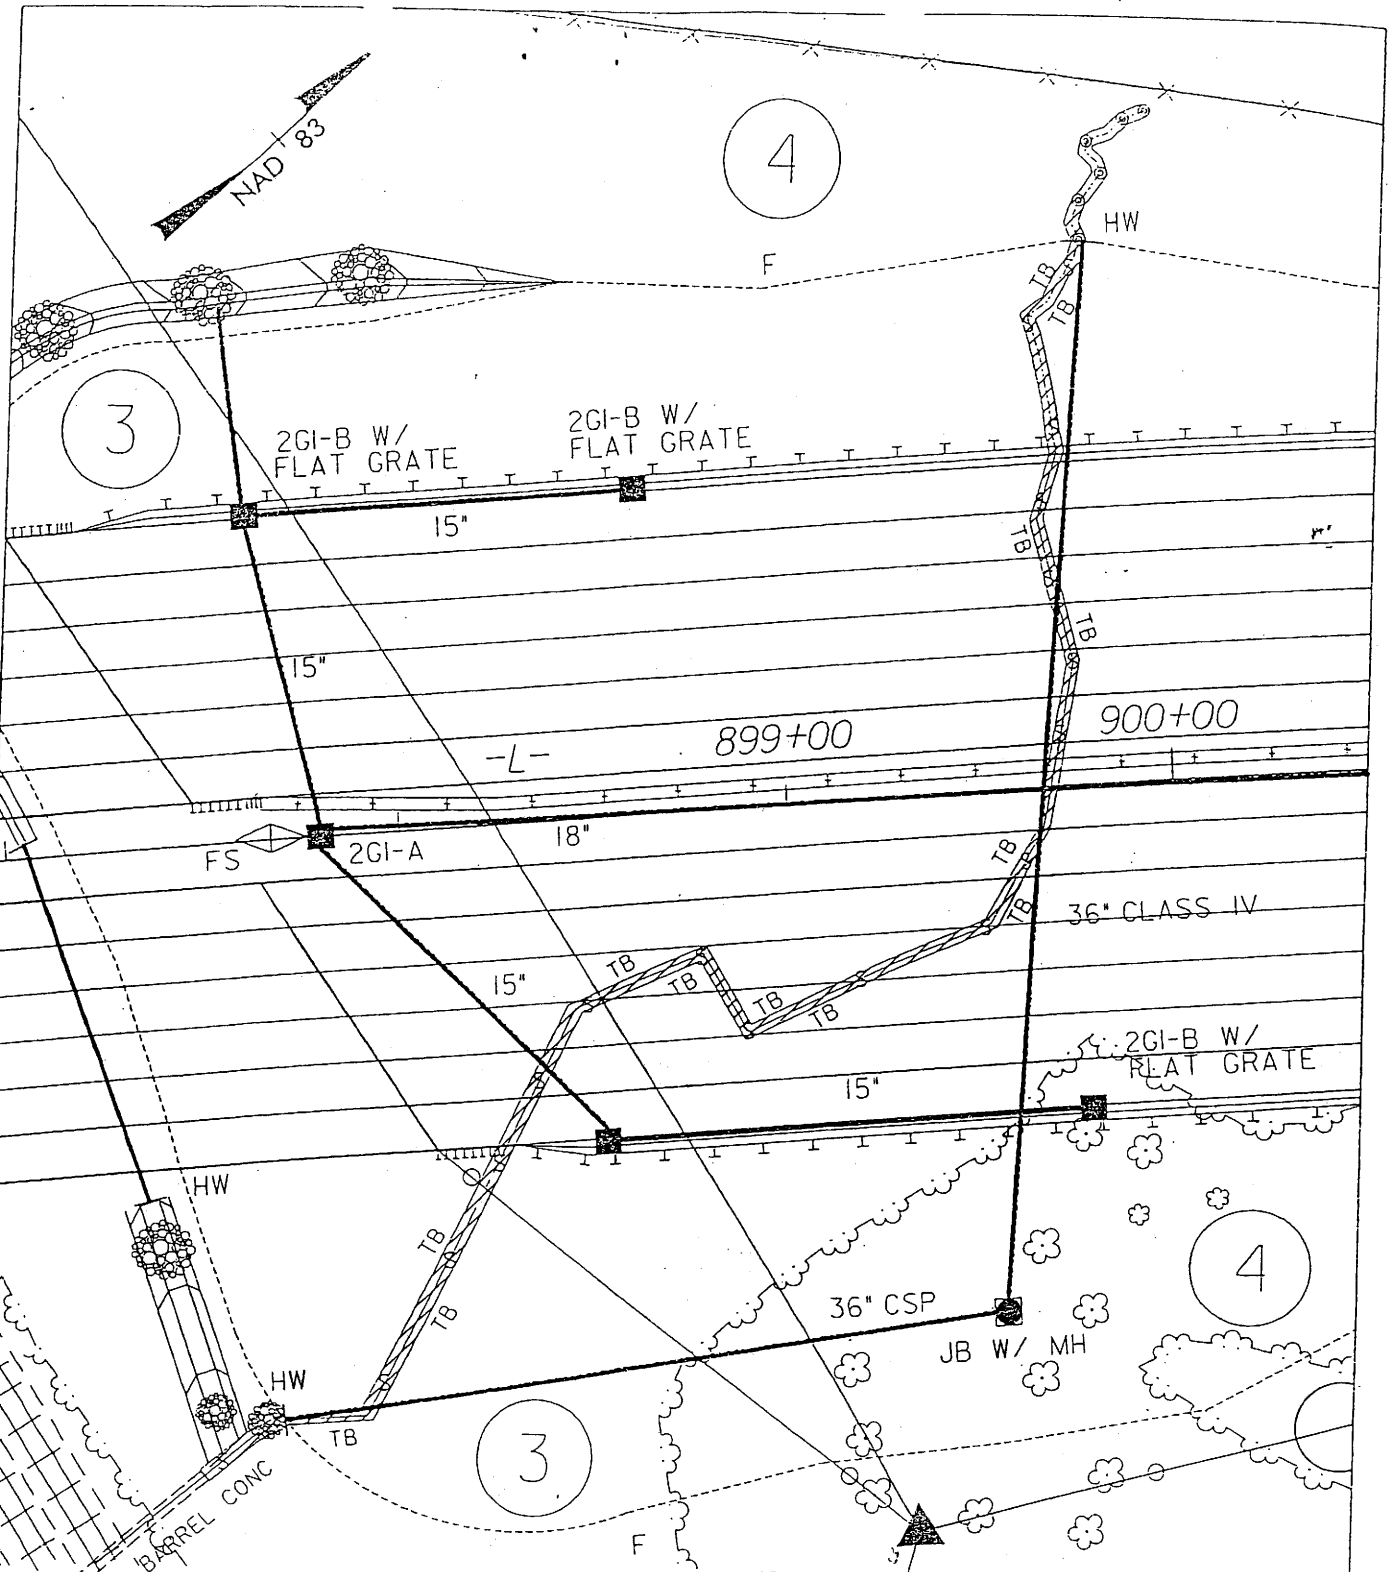 NAD 83
4
HW
F
TB
TB
3
2GI-B W/
FLAT GRATE
2GI-B W/
FLAT GRATE
15"
TB
TB
15"
-L-
899+00
900+00
18"
FS
2GI-A
TB
TB
36" CLASS IV
15"
TB
TB
TB
TB
2GI-B W/
FLAT GRATE
15"
HW
TB
TB
4
36" CSP
JB W/ MH
HW
TB
3
BARREL CONC
F